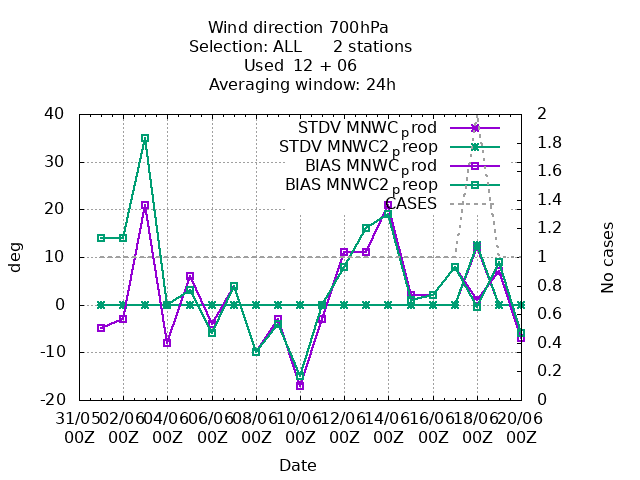 Wind direction 700hPa
Selection: ALL 2 stations
Used 12 + 06
Averaging window: 24h
STDV MNWC_prod
STDV MNWC2_preop
BIAS MNWC_prod
BIAS MNWC2_preop
CASES
40
30
20
10
0
-10
-20
2
1.8
1.6
1.4
1.2
1
0.8
0.6
0.4
0.2
0
deg
No cases
31/05 02/06 04/06 06/06 08/06 10/06 12/06 14/06 16/06 18/06 20/06
00Z 00Z 00Z 00Z 00Z 00Z 00Z 00Z 00Z 00Z 00Z
Date